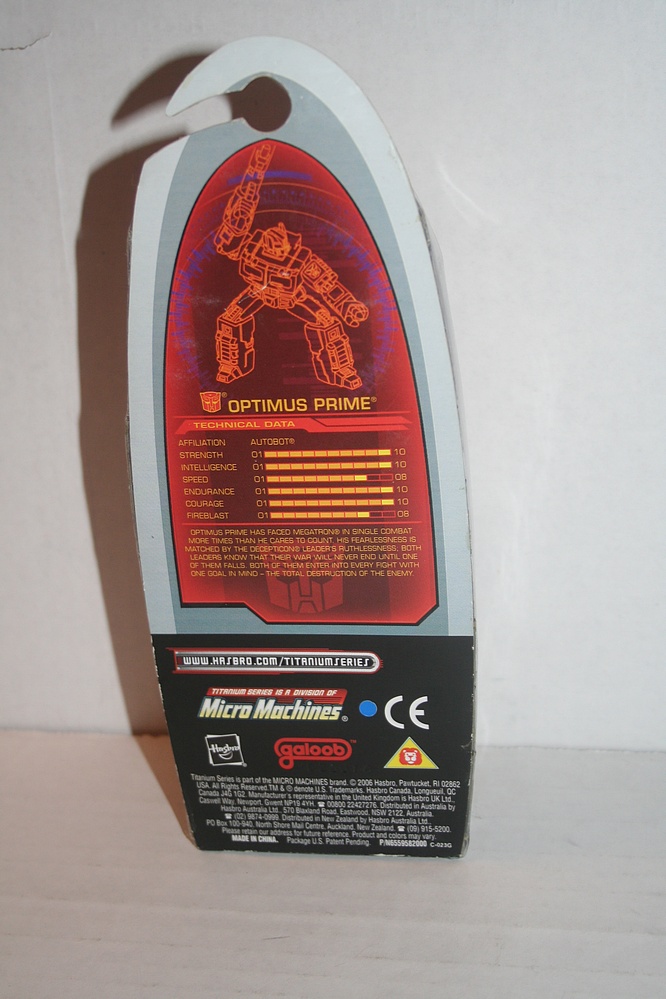 OPTIMUS PRIME®
TECHNICAL DATA
AFFILIATION AUTOBOT®
STRENGTH 01 10
INTELLIGENCE 01 10
SPEED 01 08
ENDURANCE 01 10
COURAGE 01 10
FIREBLAST 01 08
OPTIMUS PRIME HAS FACED MEGATRON® IN SINGLE COMBAT
MORE TIMES THAN HE CARES TO COUNT. HIS FEARLESSNESS IS
MATCHED BY THE DECEPTICON® LEADER'S RUTHLESSNESS; BOTH
LEADERS KNOW THAT THEIR WAR WILL NEVER END UNTIL ONE
OF THEM FALLS. BOTH OF THEM ENTER INTO EVERY FIGHT WITH
ONE GOAL IN MIND – THE TOTAL DESTRUCTION OF THE ENEMY.
WWW.HASBRO.COM/TITANIUMSERIES
TITANIUM SERIES IS A DIVISION OF
Micro Machines®
CE
Hasbro
galoob™
Titanium Series is part of the MICRO MACHINES brand. © 2006 Hasbro, Pawtucket, RI 02862
USA. All Rights Reserved. TM & ® denote U.S. Trademarks. Hasbro Canada, Longueuil, QC
Canada J4G 1G2. Manufacturer's representative in the United Kingdom is Hasbro UK Ltd.,
Caswell Way, Newport, Gwent NP19 4YH. ☎ 00800 22427276. Distributed in Australia by
Hasbro Australia Ltd., 570 Blaxland Road, Eastwood, NSW 2122, Australia.
☎ (02) 9874-0999. Distributed in New Zealand by Hasbro Australia Ltd.,
PO Box 100-940, North Shore Mail Centre, Auckland, New Zealand. ☎ (09) 915-5200.
Please retain our address for future reference. Product and colors may vary.
MADE IN CHINA. Package U.S. Patent Pending. P/N6559582000 C-023G